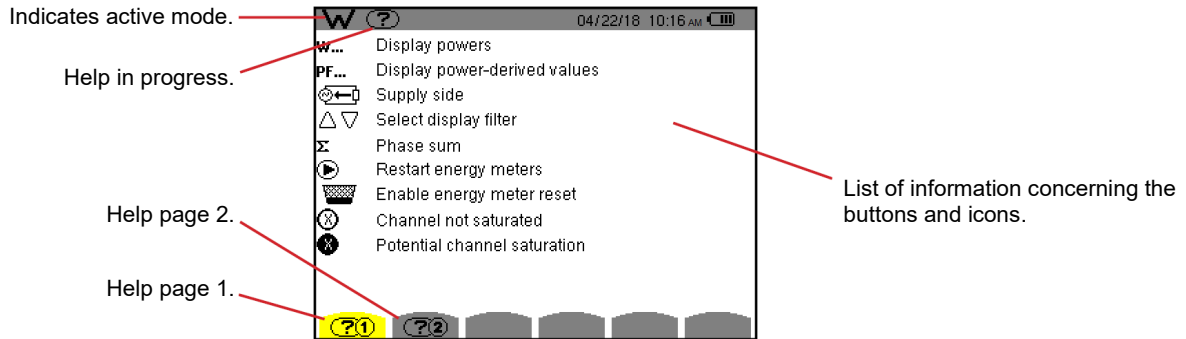 Indicates active mode.
W ? 04/22/18 10:16 AM
Help in progress.
W... Display powers
PF... Display power-derived values
Supply side
Select display filter
Σ Phase sum
Restart energy meters
Enable energy meter reset
X Channel not saturated
X Potential channel saturation
List of information concerning the
buttons and icons.
Help page 2.
Help page 1.
?1 ?2